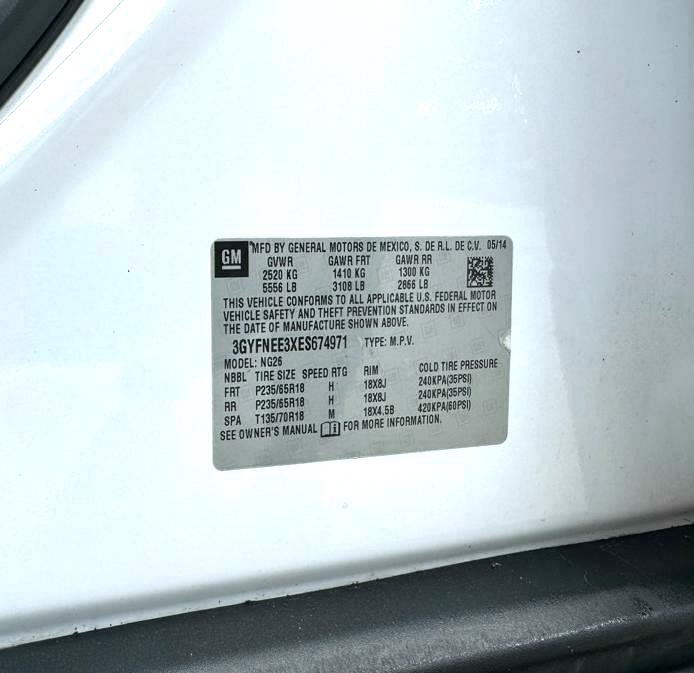 GM MFD BY GENERAL MOTORS DE MEXICO, S. DE R.L. DE C.V. 05/14
GVWR GAWR FRT GAWR RR
2520 KG 1410 KG 1300 KG
5556 LB 3108 LB 2866 LB
THIS VEHICLE CONFORMS TO ALL APPLICABLE U.S. FEDERAL MOTOR
VEHICLE SAFETY AND THEFT PREVENTION STANDARDS IN EFFECT ON
THE DATE OF MANUFACTURE SHOWN ABOVE.
3GYFNEE3XES674971 TYPE: M.P.V.
MODEL: NG26
NBBL TIRE SIZE SPEED RTG RIM COLD TIRE PRESSURE
FRT P235/65R18 H 18X8J 240KPA(35PSI)
RR P235/65R18 H 18X8J 240KPA(35PSI)
SPA T135/70R18 M 18X4.5B 420KPA(60PSI)
SEE OWNER'S MANUAL FOR MORE INFORMATION.